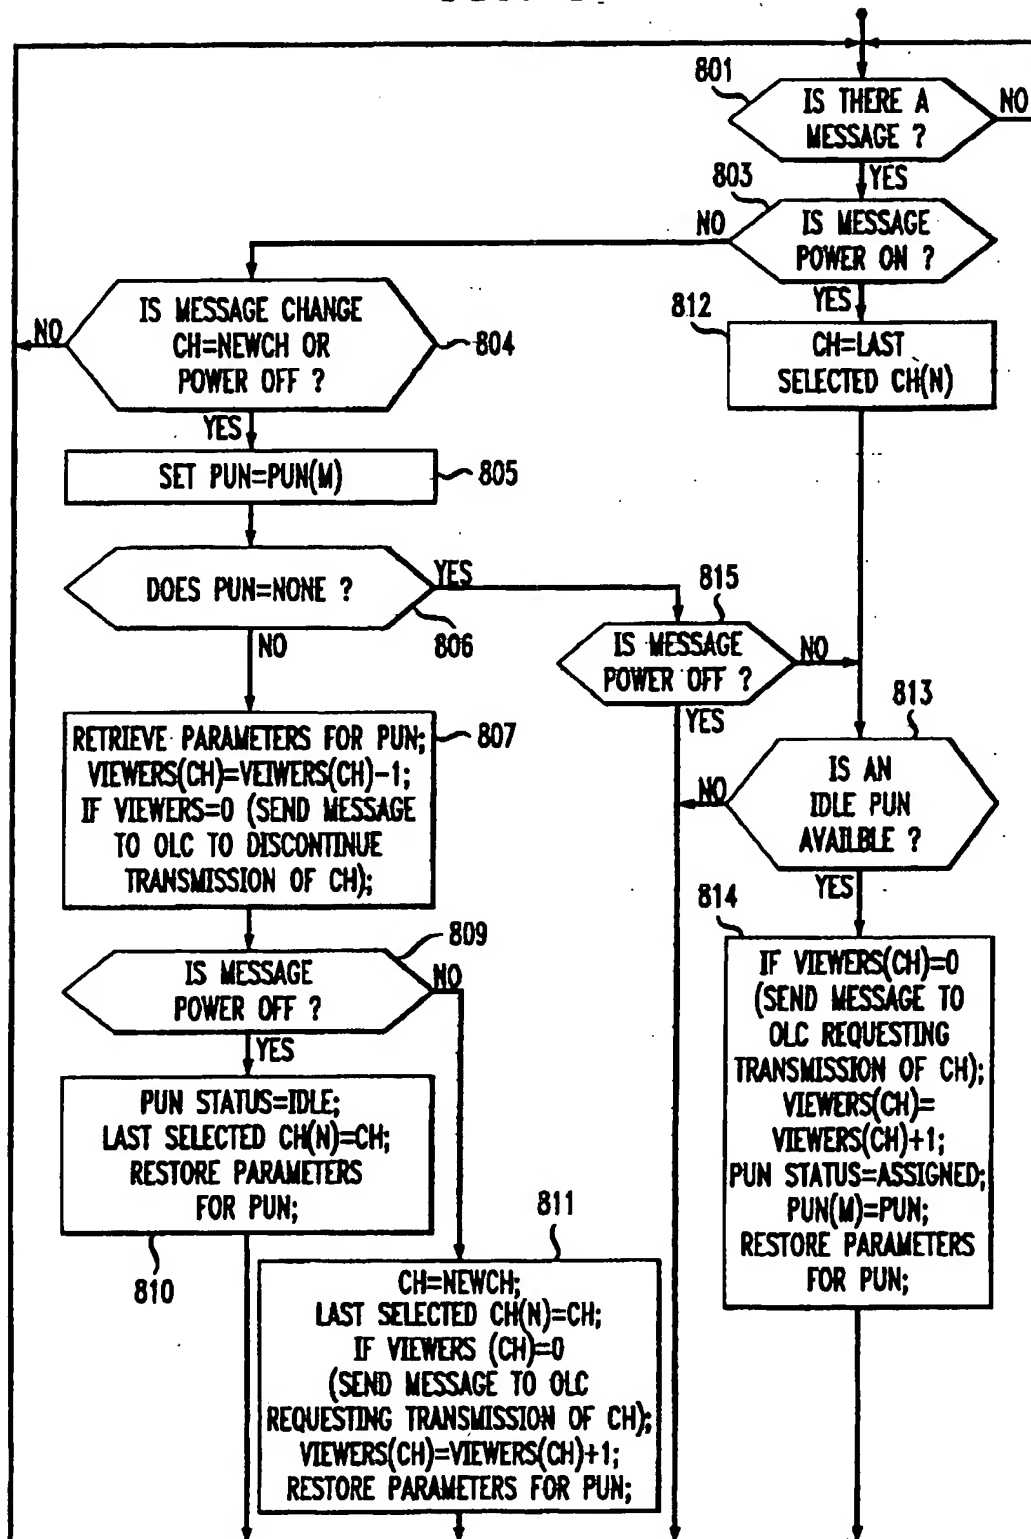 801
IS THERE A
MESSAGE ?
NO
YES
803
IS MESSAGE
POWER ON ?
NO
YES
IS MESSAGE CHANGE
CH=NEWCH OR
POWER OFF ?
NO
804
YES
812
CH=LAST
SELECTED CH(N)
SET PUN=PUN(M)
805
DOES PUN=NONE ?
YES
806
NO
815
IS MESSAGE
POWER OFF ?
NO
YES
813
IS AN
IDLE PUN
AVAILBLE ?
NO
YES
RETRIEVE PARAMETERS FOR PUN;
VIEWERS(CH)=VEIWERS(CH)-1;
IF VIEWERS=0 (SEND MESSAGE
TO OLC TO DISCONTINUE
TRANSMISSION OF CH);
807
809
IS MESSAGE
POWER OFF ?
NO
YES
814
IF VIEWERS(CH)=0
(SEND MESSAGE TO
OLC REQUESTING
TRANSMISSION OF CH);
VIEWERS(CH)=
VIEWERS(CH)+1;
PUN STATUS=ASSIGNED;
PUN(M)=PUN;
RESTORE PARAMETERS
FOR PUN;
PUN STATUS=IDLE;
LAST SELECTED CH(N)=CH;
RESTORE PARAMETERS
FOR PUN;
810
811
CH=NEWCH;
LAST SELECTED CH(N)=CH;
IF VIEWERS (CH)=0
(SEND MESSAGE TO OLC
REQUESTING TRANSMISSION OF CH);
VIEWERS(CH)=VIEWERS(CH)+1;
RESTORE PARAMETERS FOR PUN;